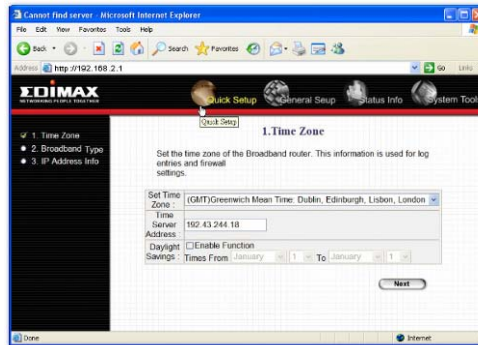 Cannot find server - Microsoft Internet Explorer
File Edit View Favorites Tools Help
Back Search Favorites
Address http://192.168.2.1 Go Links
EDIMAX
NETWORKING PEOPLE TOGETHER
Quick Setup General Seup Status Info System Tool
Quick Setup
1. Time Zone
2. Broadband Type
3. IP Address Info
1.Time Zone
Set the time zone of the Broadband router. This information is used for log
entries and firewall
settings.
Set Time Zone : (GMT)Greenwich Mean Time: Dublin, Edinburgh, Lisbon, London
Time Server Address : 192.43.244.18
Daylight Savings : Enable Function
Times From January 1 To January 1
Next
Done Internet